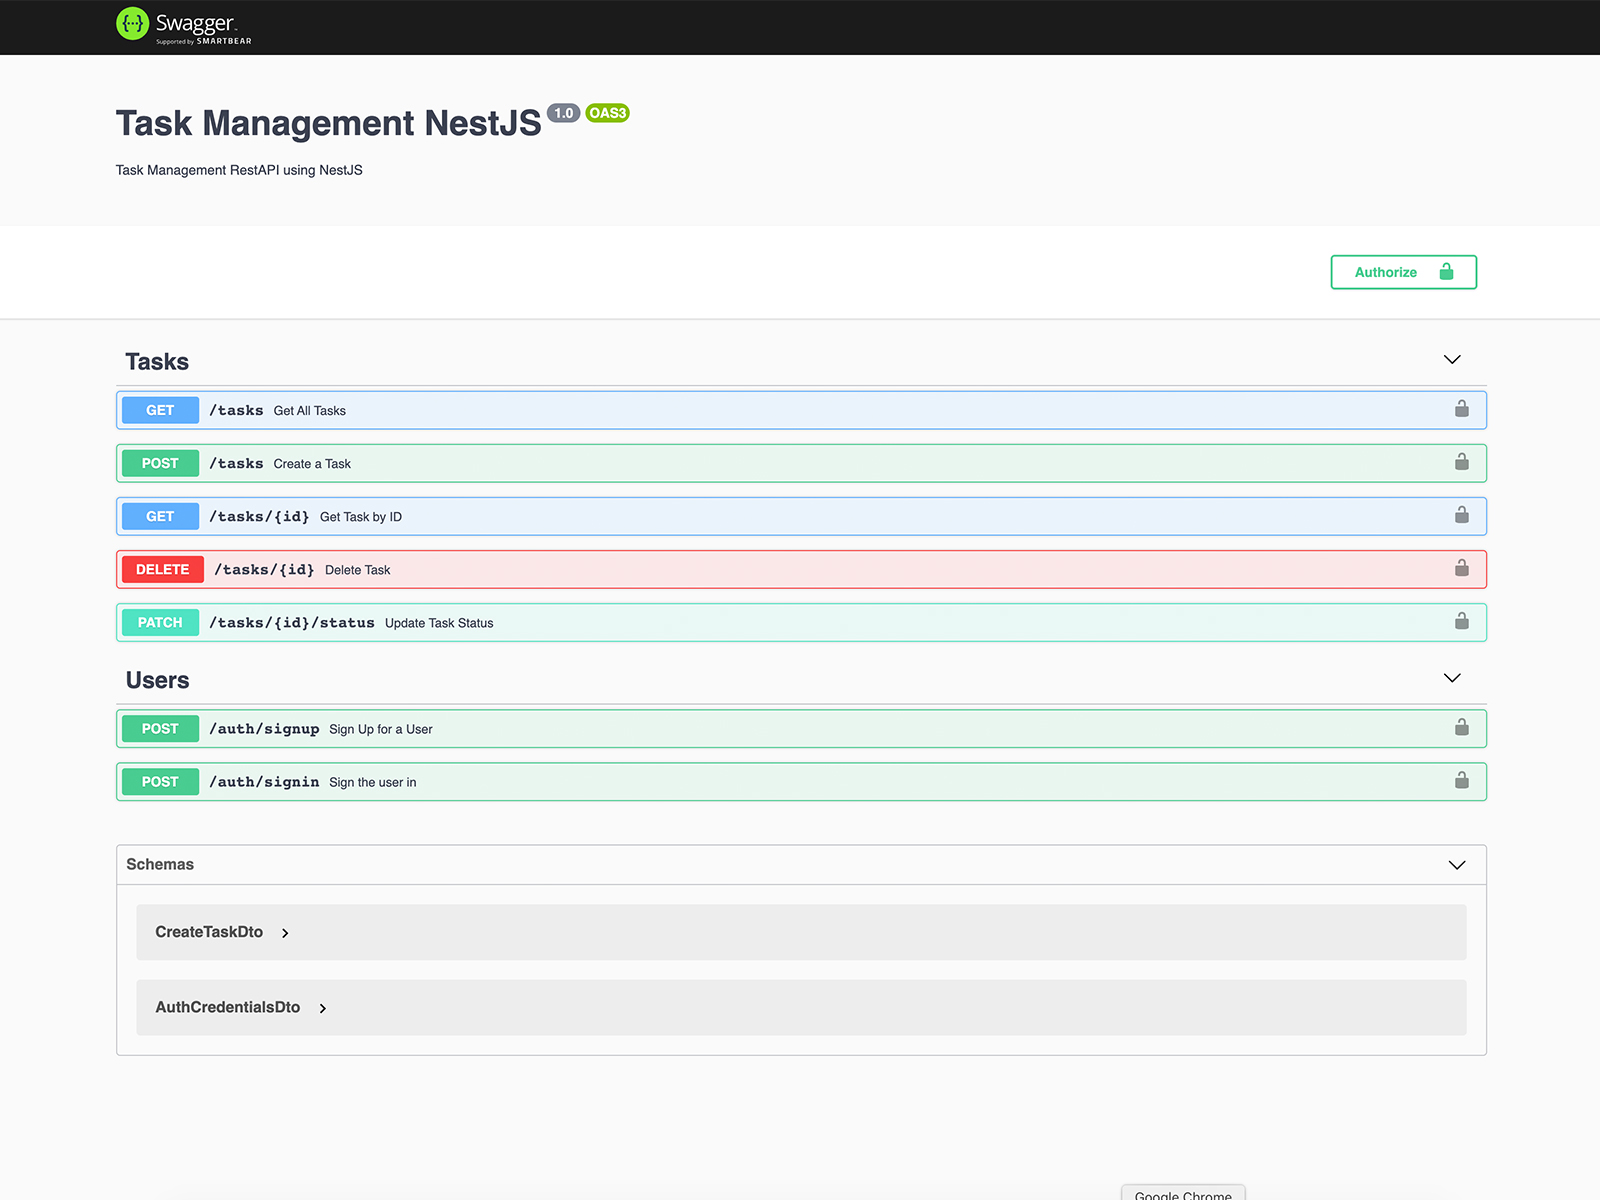 {...} Swagger.
Supported by SMARTBEAR
Task Management NestJS 1.0 OAS3
Task Management RestAPI using NestJS
Authorize
Tasks
GET /tasks Get All Tasks
POST /tasks Create a Task
GET /tasks/{id} Get Task by ID
DELETE /tasks/{id} Delete Task
PATCH /tasks/{id}/status Update Task Status
Users
POST /auth/signup Sign Up for a User
POST /auth/signin Sign the user in
Schemas
CreateTaskDto
AuthCredentialsDto
Google Chrome